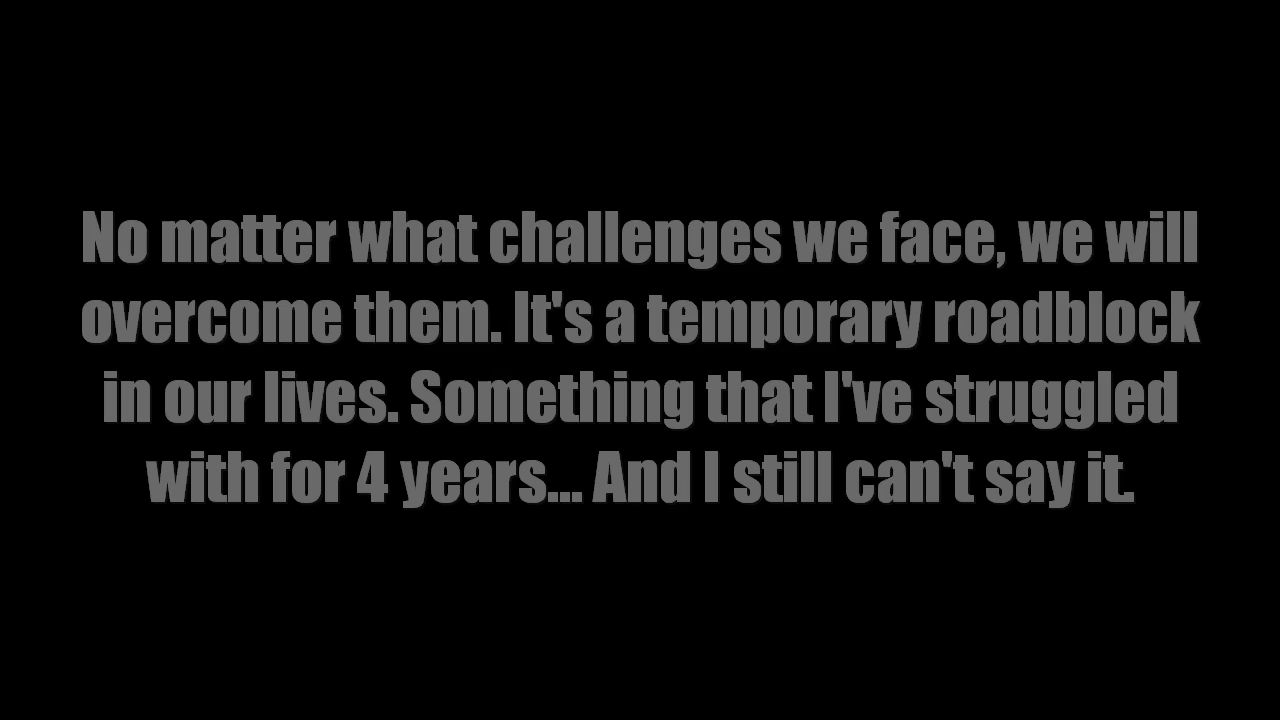 No matter what challenges we face, we will
overcome them. It's a temporary roadblock
in our lives. Something that I've struggled
with for 4 years... And I still can't say it.